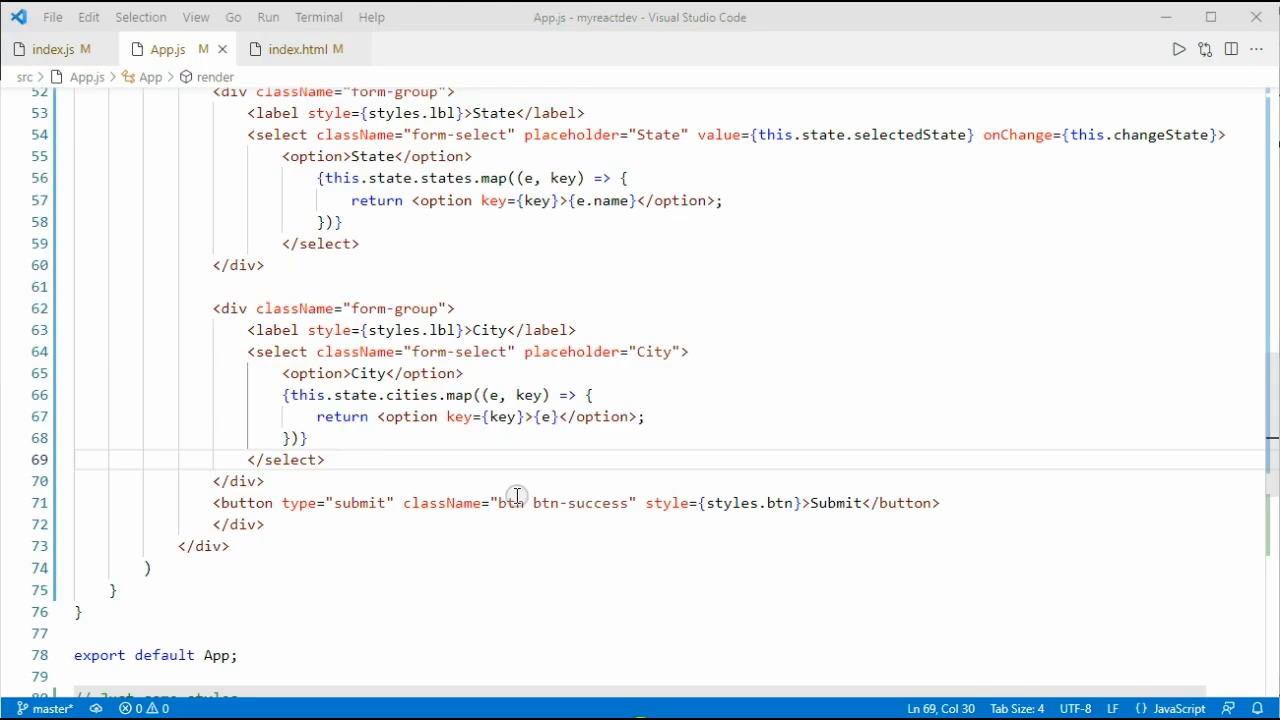 File Edit Selection View Go Run Terminal Help App.js - myreactdev - Visual Studio Code
index.js M App.js M index.html M
src > App.js > App > render
52 <div className="form-group">
53 <label style={styles.lbl}>State</label>
54 <select className="form-select" placeholder="State" value={this.state.selectedState} onChange={this.changeState}>
55 <option>State</option>
56 {this.state.states.map((e, key) => {
57 return <option key={key}>{e.name}</option>;
58 })}
59 </select>
60 </div>
61
62 <div className="form-group">
63 <label style={styles.lbl}>City</label>
64 <select className="form-select" placeholder="City">
65 <option>City</option>
66 {this.state.cities.map((e, key) => {
67 return <option key={key}>{e}</option>;
68 })}
69 </select>
70 </div>
71 <button type="submit" className="btn btn-success" style={styles.btn}>Submit</button>
72 </div>
73 </div>
74 )
75 }
76 }
77
78 export default App;
79
80 // Just some styles
master* 0 0 Ln 69, Col 30 Tab Size: 4 UTF-8 LF {} JavaScript